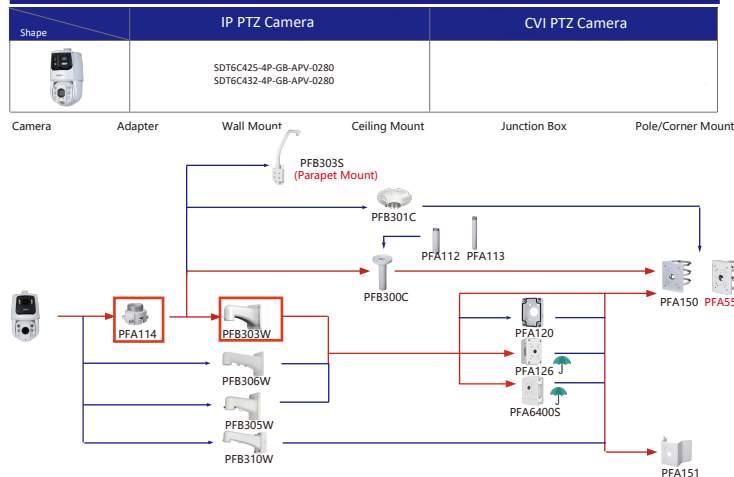 IP PTZ Camera
CVI PTZ Camera
Shape
SDT6C425-4P-GB-APV-0280
SDT6C432-4P-GB-APV-0280
Camera
Adapter
Wall Mount
Ceiling Mount
Junction Box
Pole/Corner Mount
PFB303S
(Parapet Mount)
PFB301C
PFA112
PFA113
PFB300C
PFA150
PFA55
PFA114
PFB303W
PFA120
PFB306W
PFA126
PFB305W
PFA6400S
PFB310W
PFA151